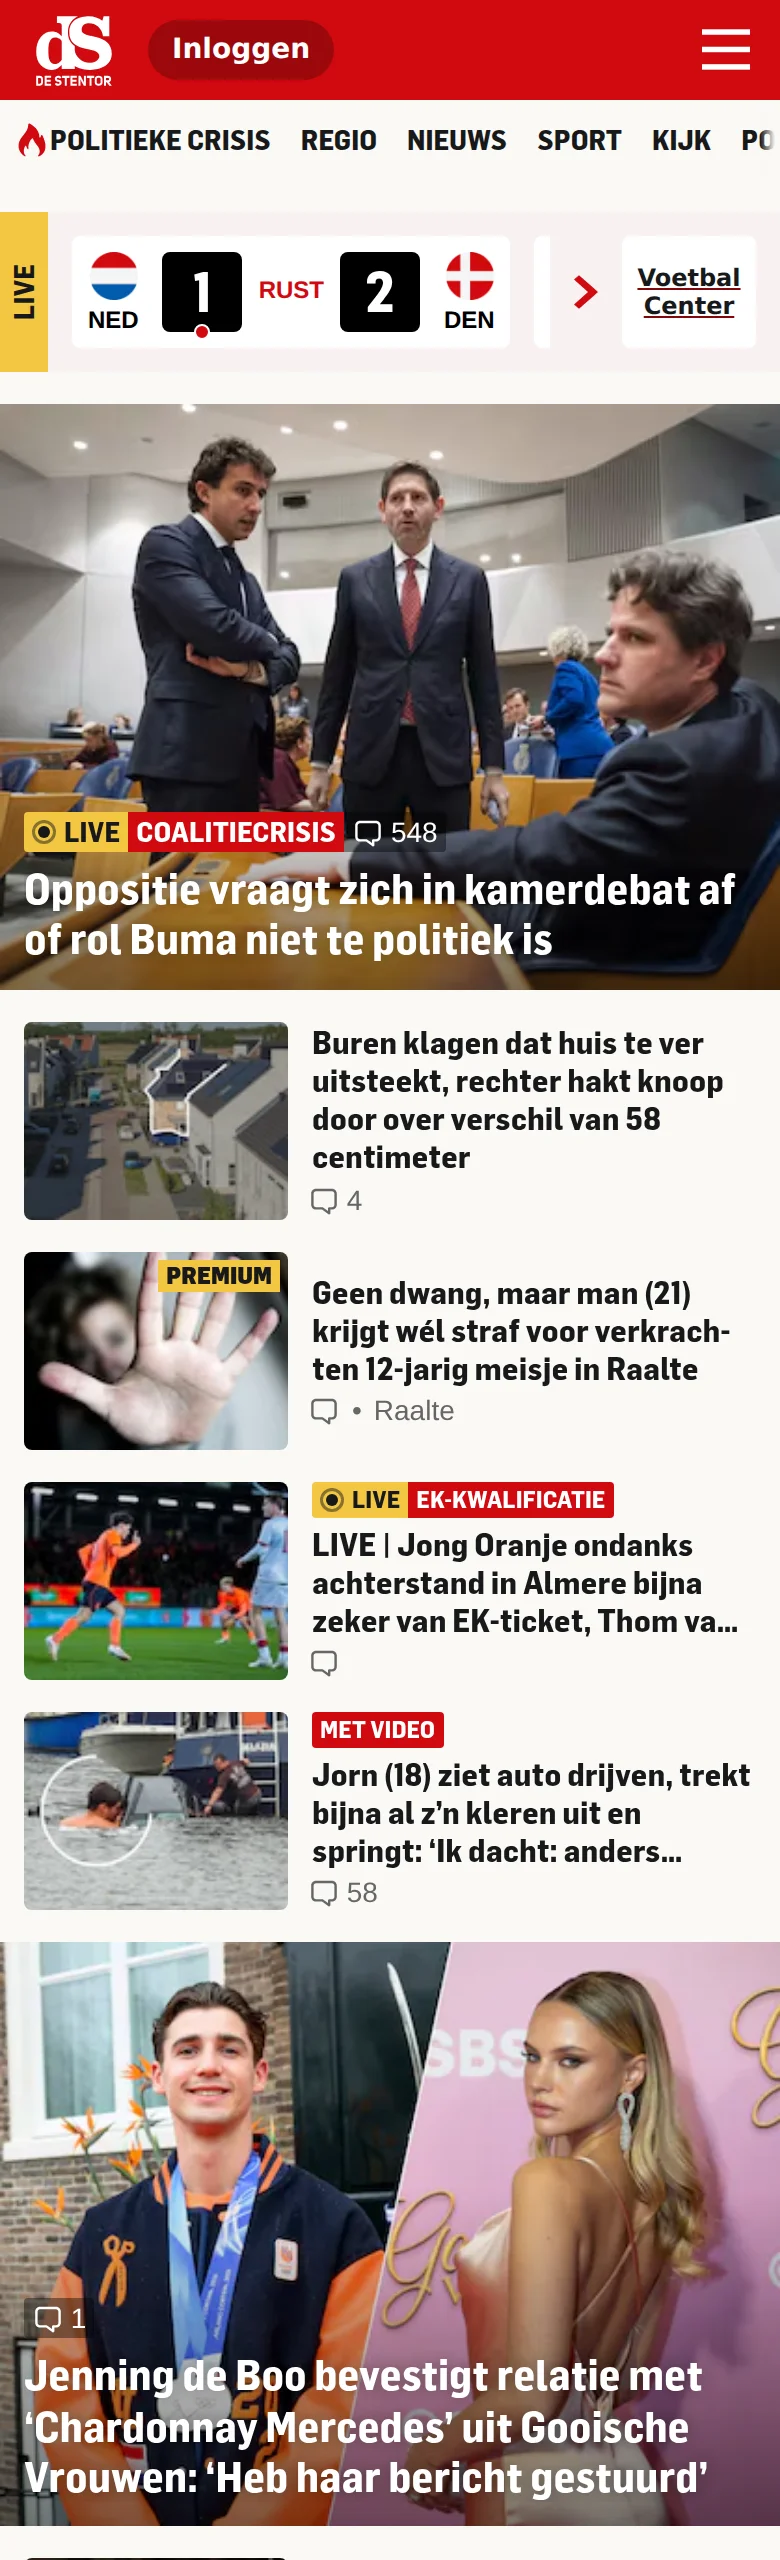 dS
DE STENTOR
Inloggen
POLITIEKE CRISIS REGIO NIEUWS SPORT KIJK PO
LIVE
NED 1 RUST 2 DEN
Voetbal
Center
LIVE COALITIECRISIS 548
Oppositie vraagt zich in kamerdebat af
of rol Buma niet te politiek is
Buren klagen dat huis te ver
uitsteekt, rechter hakt knoop
door over verschil van 58
centimeter
4
PREMIUM
Geen dwang, maar man (21)
krijgt wél straf voor verkrach-
ten 12-jarig meisje in Raalte
• Raalte
LIVE EK-KWALIFICATIE
LIVE | Jong Oranje ondanks
achterstand in Almere bijna
zeker van EK-ticket, Thom va...
MET VIDEO
Jorn (18) ziet auto drijven, trekt
bijna al z’n kleren uit en
springt: ‘Ik dacht: anders...
58
SBS
1
Jenning de Boo bevestigt relatie met
‘Chardonnay Mercedes’ uit Gooische
Vrouwen: ‘Heb haar bericht gestuurd’